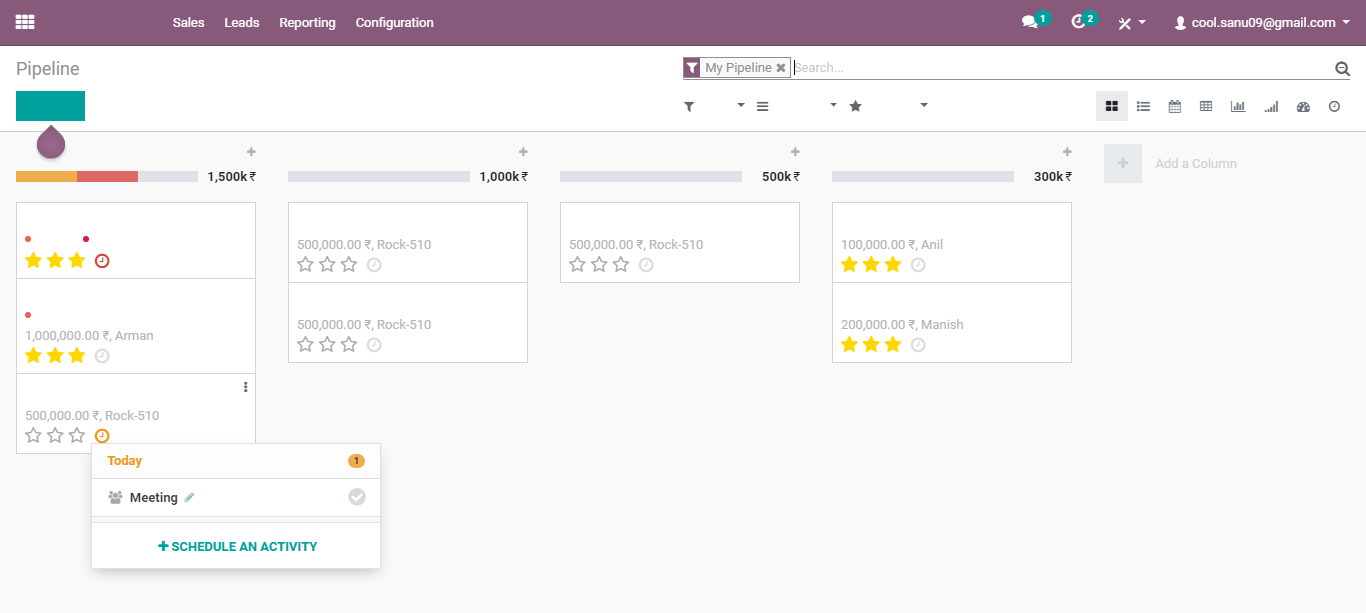 Sales Leads Reporting Configuration 1 2 cool.sanu09@gmail.com
Pipeline
My Pipeline Search...
1,500k ₹
1,000k ₹
500k ₹
300k ₹
Add a Column
1,000,000.00 ₹, Arman
500,000.00 ₹, Rock-510
500,000.00 ₹, Rock-510
500,000.00 ₹, Rock-510
500,000.00 ₹, Rock-510
100,000.00 ₹, Anil
200,000.00 ₹, Manish
Today 1
Meeting
SCHEDULE AN ACTIVITY